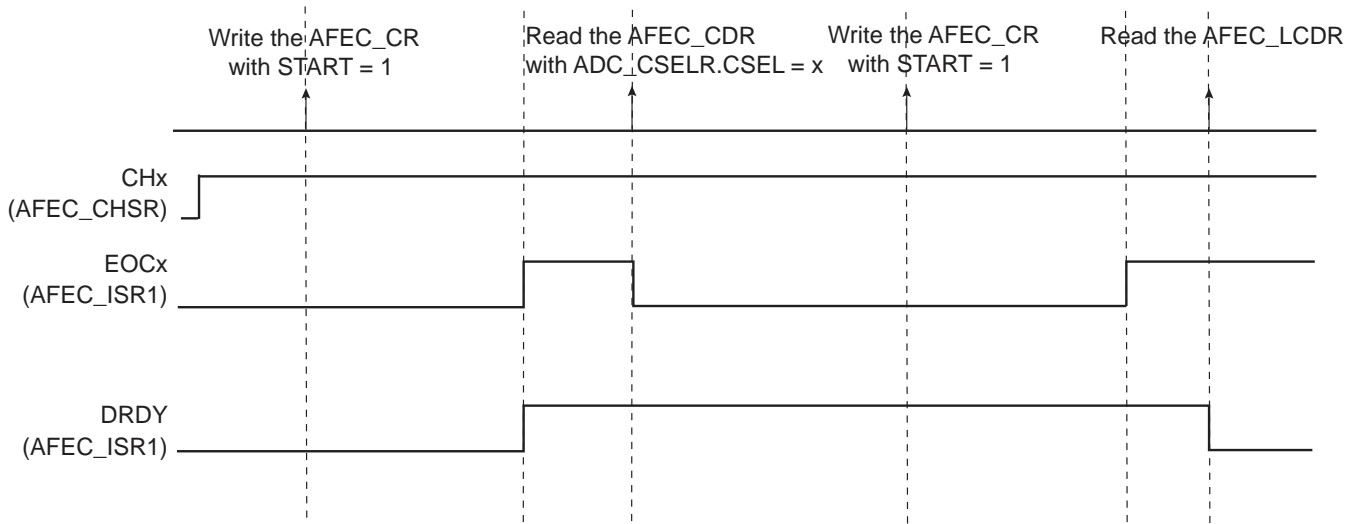 Write the AFEC_CR
with START = 1
Read the AFEC_CDR
with ADC_CSELR.CSEL = x
Write the AFEC_CR
with START = 1
Read the AFEC_LCDR
CHx
(AFEC_CHSR)
EOCx
(AFEC_ISR1)
DRDY
(AFEC_ISR1)